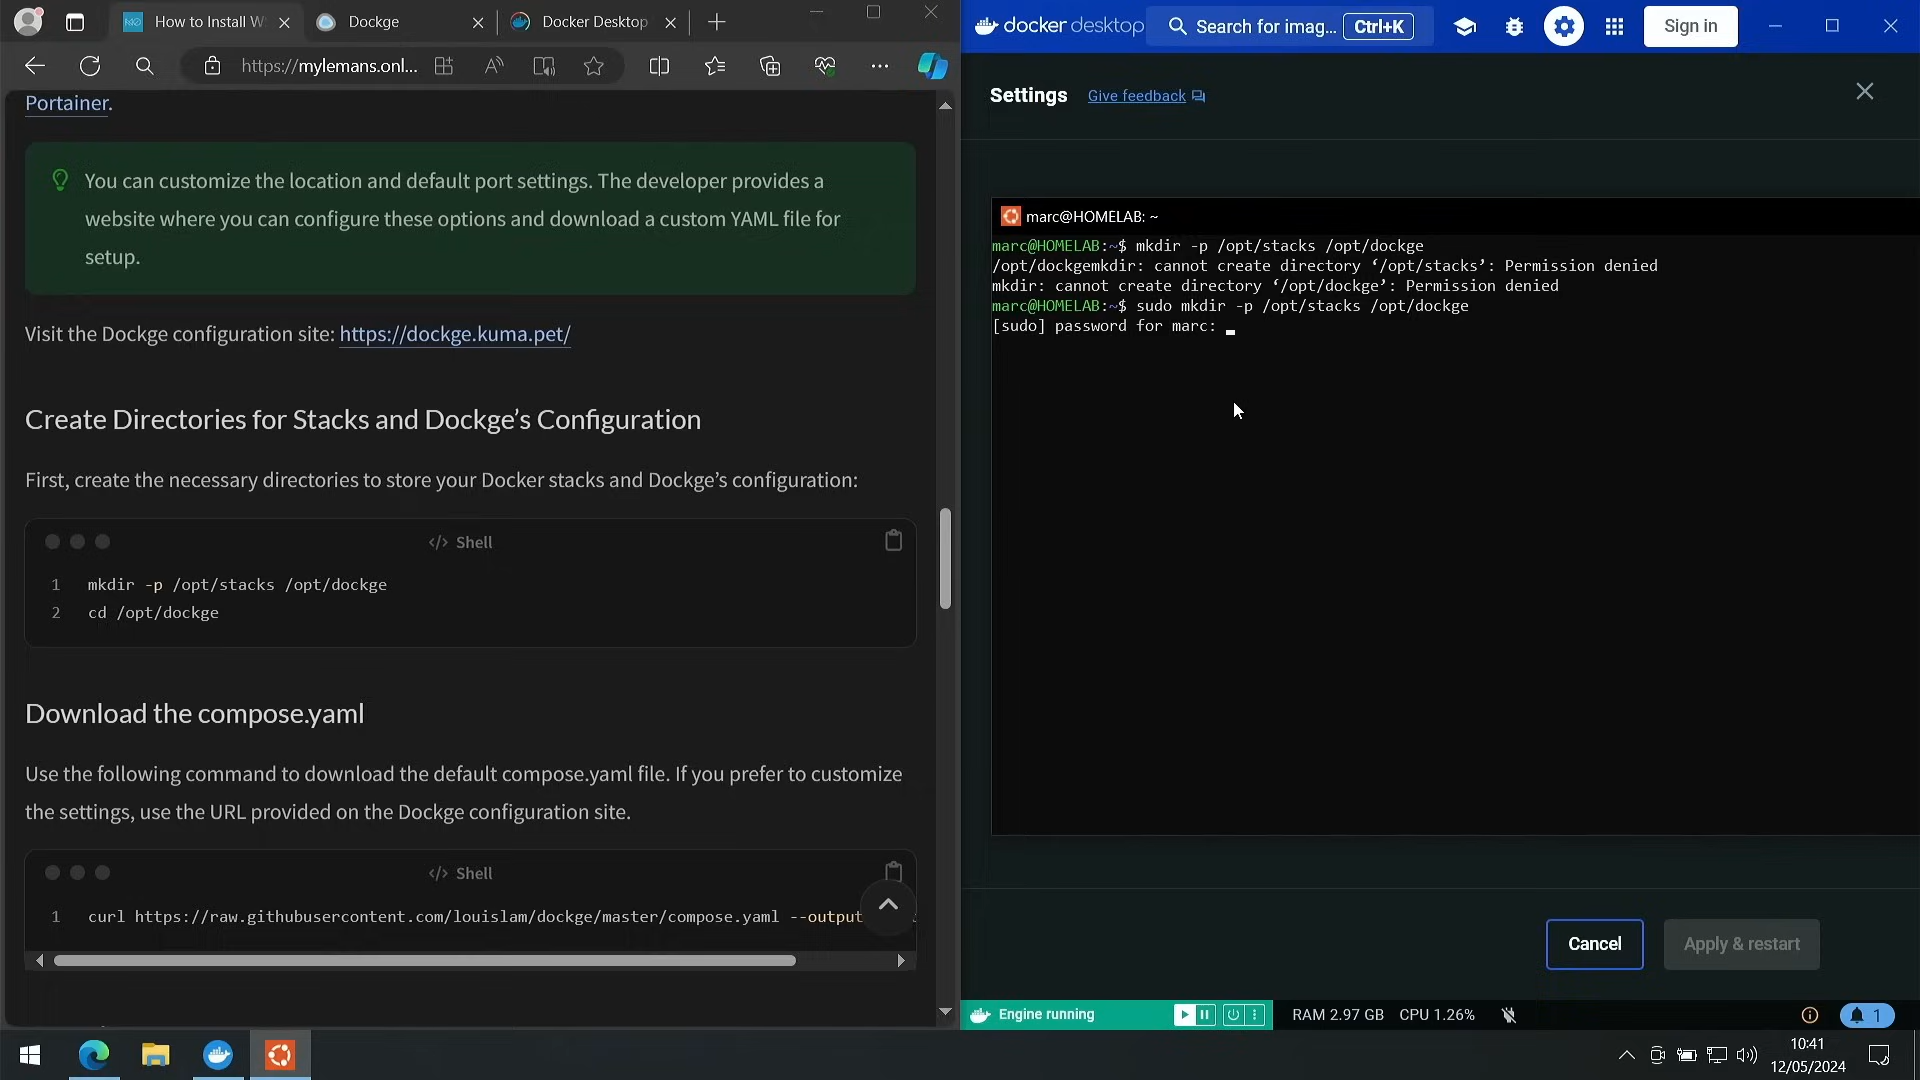 How to Install W
Dockge
Docker Desktop
https://mylemans.onl...
Portainer.
You can customize the location and default port settings. The developer provides a
website where you can configure these options and download a custom YAML file for
setup.
Visit the Dockge configuration site: https://dockge.kuma.pet/
Create Directories for Stacks and Dockge’s Configuration
First, create the necessary directories to store your Docker stacks and Dockge’s configuration:
</> Shell
1 mkdir -p /opt/stacks /opt/dockge
2 cd /opt/dockge
Download the compose.yaml
Use the following command to download the default compose.yaml file. If you prefer to customize
the settings, use the URL provided on the Dockge configuration site.
</> Shell
1 curl https://raw.githubusercontent.com/louislam/dockge/master/compose.yaml --output
docker desktop
Search for imag...
Ctrl+K
Sign in
Settings
Give feedback
marc@HOMELAB: ~
marc@HOMELAB:~$ mkdir -p /opt/stacks /opt/dockge
/opt/dockgemkdir: cannot create directory ‘/opt/stacks’: Permission denied
mkdir: cannot create directory ‘/opt/dockge’: Permission denied
marc@HOMELAB:~$ sudo mkdir -p /opt/stacks /opt/dockge
[sudo] password for marc:
Cancel
Apply & restart
Engine running
RAM 2.97 GB CPU 1.26%
1
10:41
12/05/2024